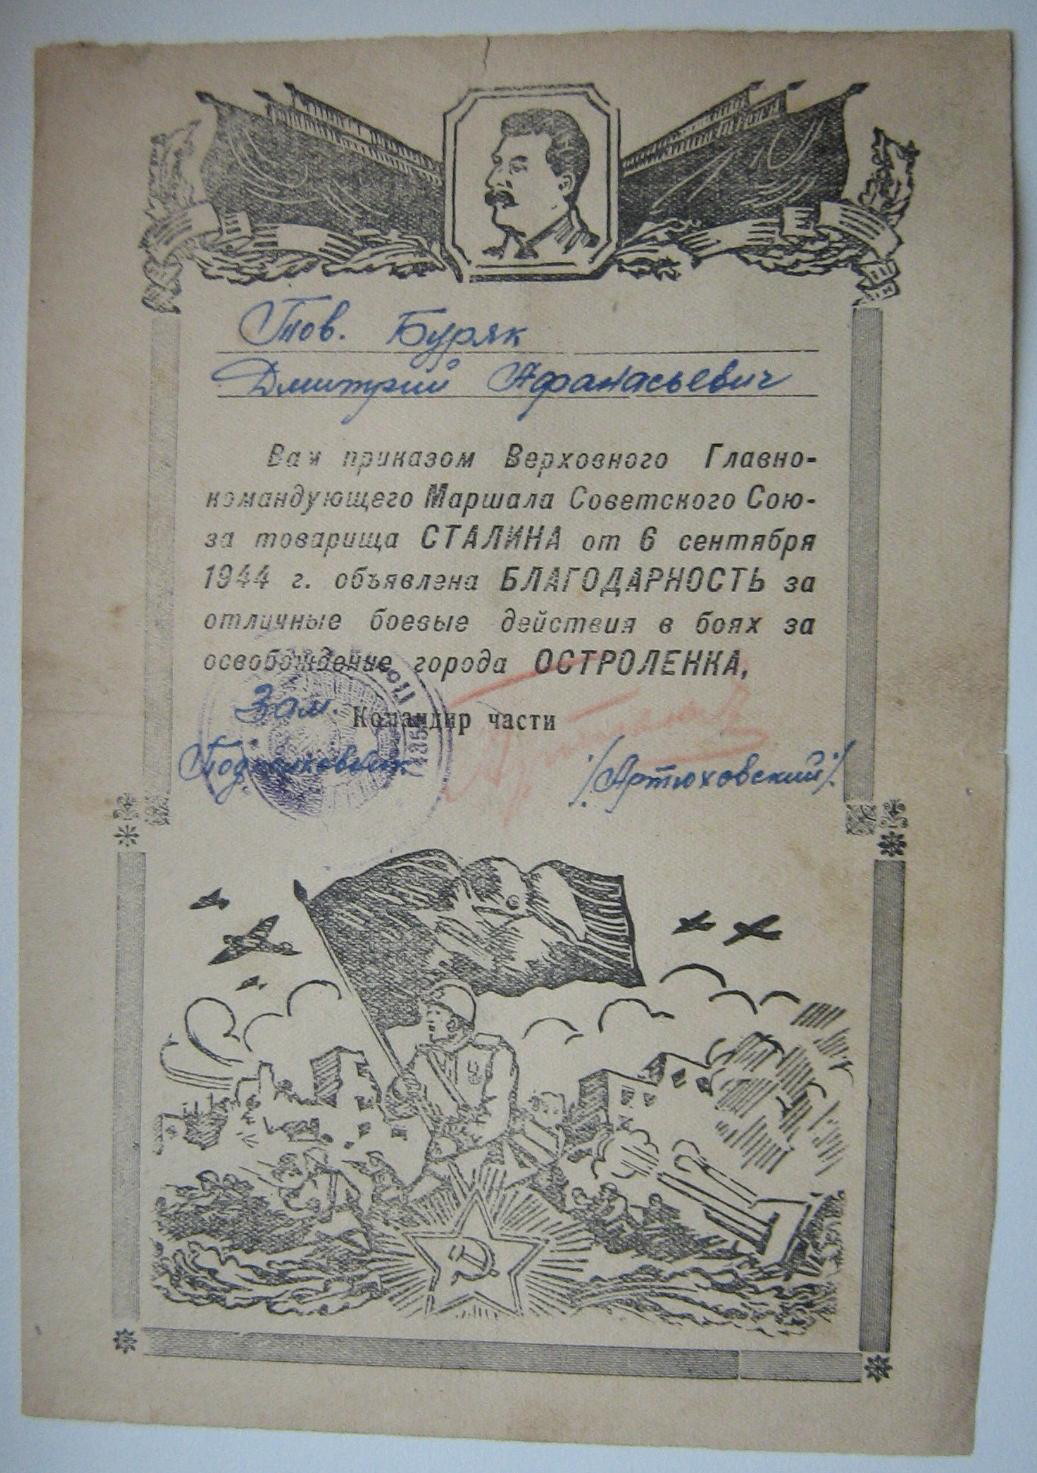 Тов. Буряк
Дмитрий Афанасьевич
Вам приказом Верховного Главно-
командующего Маршала Советского Сою-
за товарища СТАЛИНА от 6 сентября
1944 г. объявлена БЛАГОДАРНОСТЬ за
отличные боевые действия в боях за
освобождение города ОСТРОЛЕНКА,
Зам. Командир части
Подполковник /Артюховский/.